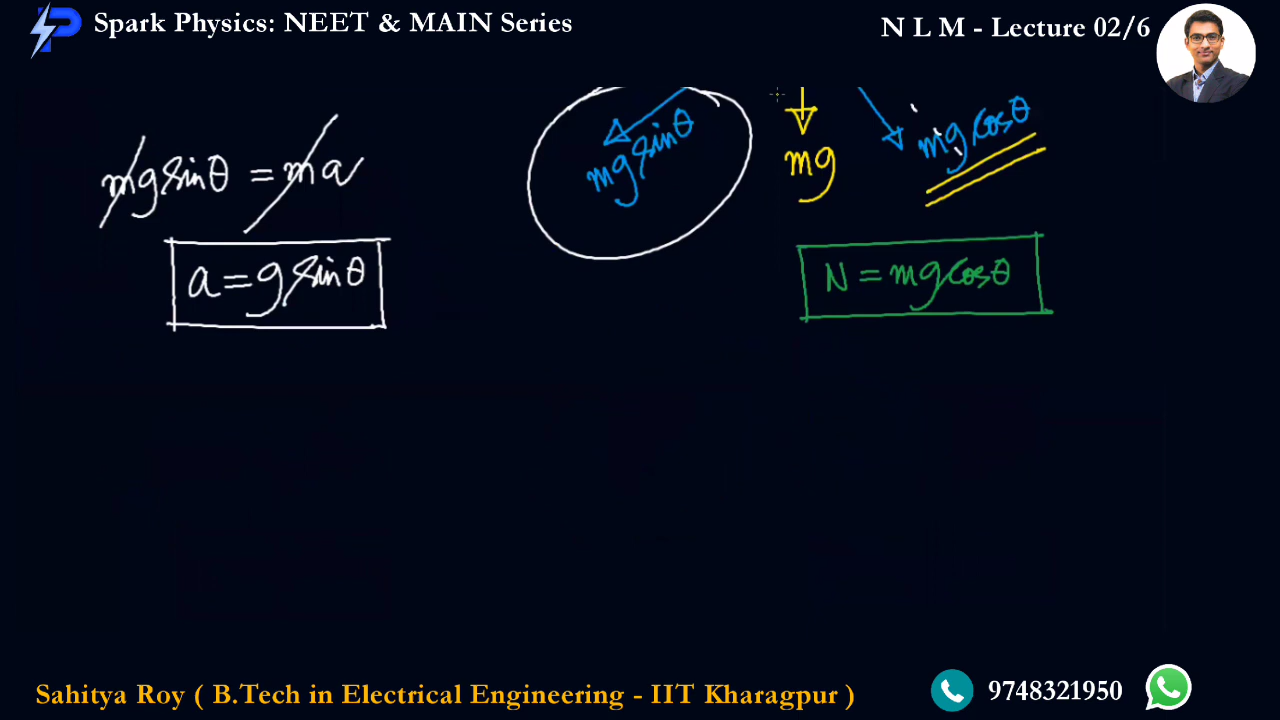 Spark Physics: NEET & MAIN Series
N L M - Lecture 02/6
mg sinθ
mg
mg cosθ
mg sinθ = ma
a = g sinθ
N = mg cosθ
Sahitya Roy ( B.Tech in Electrical Engineering - IIT Kharagpur )
9748321950